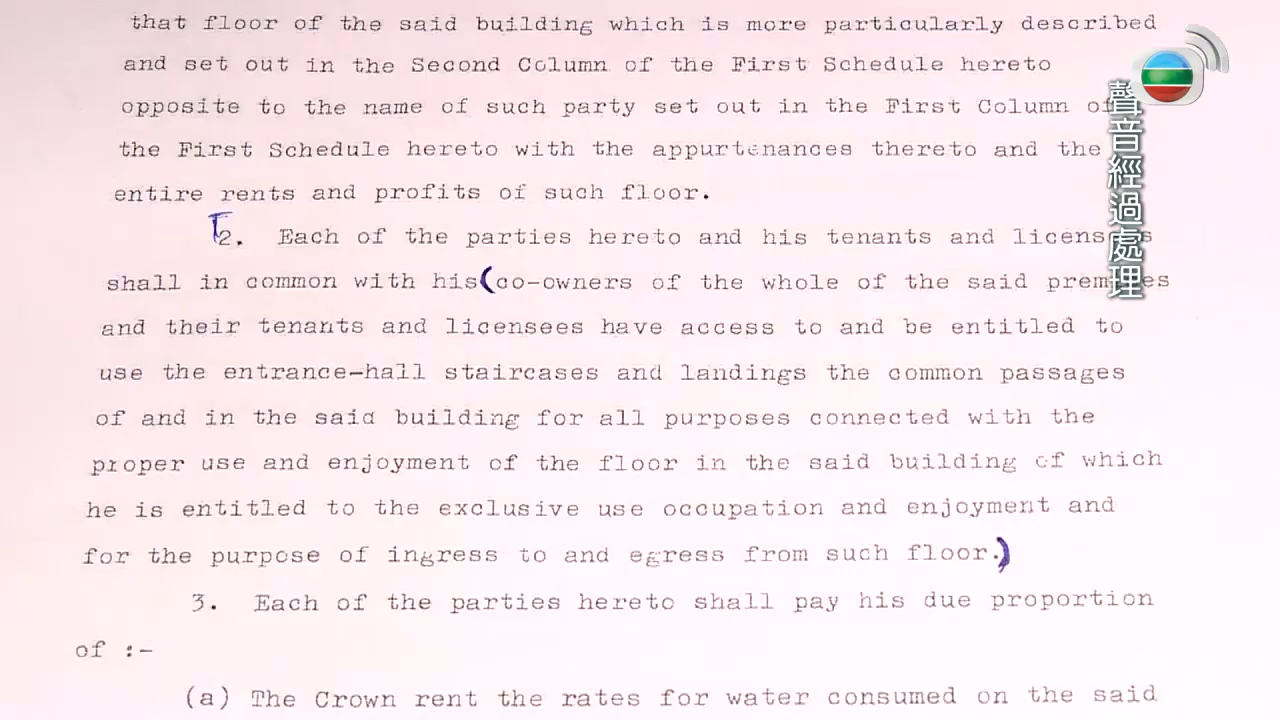 that floor of the said building which is more particularly described
and set out in the Second Column of the First Schedule hereto
opposite to the name of such party set out in the First Column of
the First Schedule hereto with the appurtenances thereto and the
entire rents and profits of such floor.
2. Each of the parties hereto and his tenants and licensees
shall in common with his (co-owners of the whole of the said premises
and their tenants and licensees have access to and be entitled to
use the entrance-hall staircases and landings the common passages
of and in the said building for all purposes connected with the
proper use and enjoyment of the floor in the said building of which
he is entitled to the exclusive use occupation and enjoyment and
for the purpose of ingress to and egress from such floor.)
3. Each of the parties hereto shall pay his due proportion
of :-
(a) The Crown rent the rates for water consumed on the said
聲音經過處理